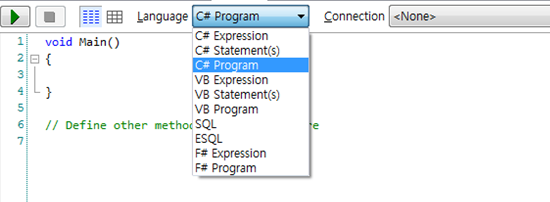 Language C# Program Connection <None>
C# Expression
C# Statement(s)
C# Program
VB Expression
VB Statement(s)
VB Program
SQL
ESQL
F# Expression
F# Program
1 void Main()
2 {
3
4 }
5
6 // Define other method re
7